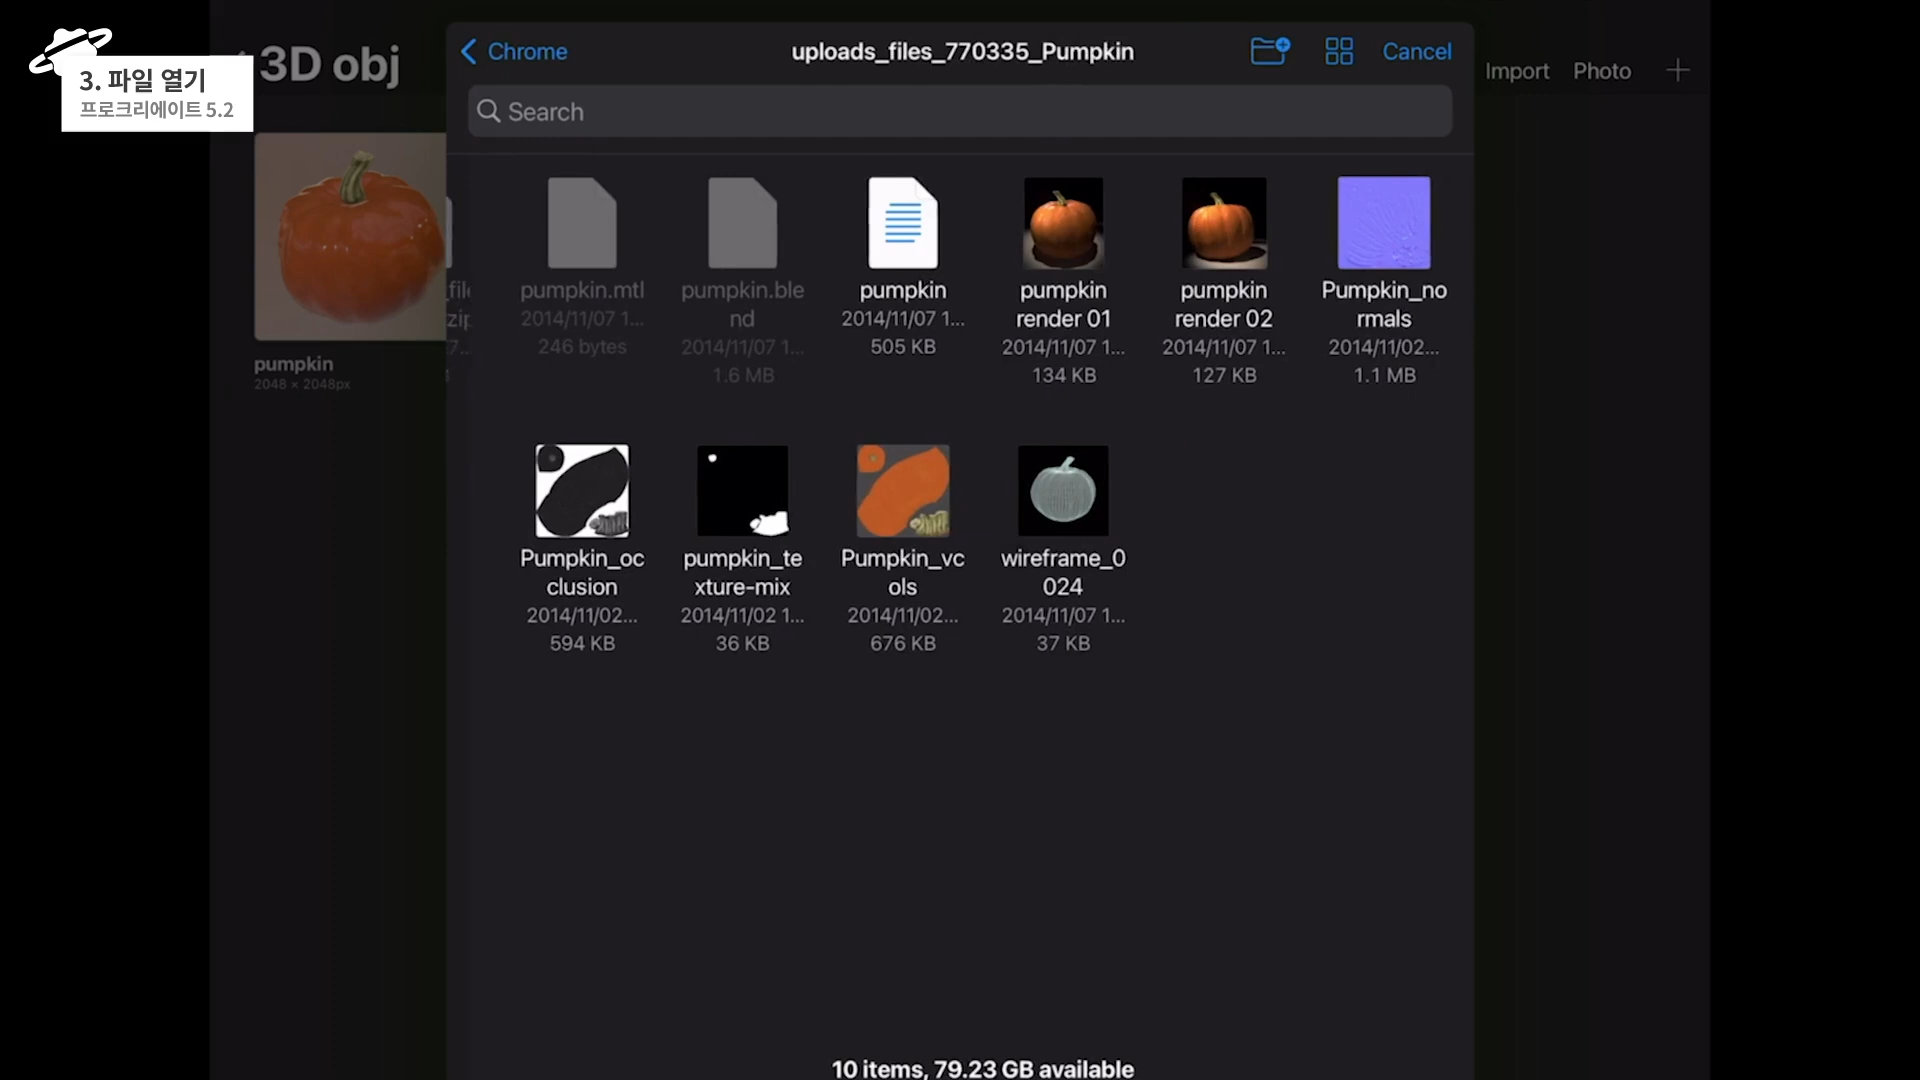 3. 파일 열기
프로크리에이트 5.2
3D obj
Chrome
uploads_files_770335_Pumpkin
Cancel
Import
Photo
Search
pumpkin
2048 × 2048px
pumpkin.mtl
2014/11/07 1...
246 bytes
pumpkin.ble
nd
2014/11/07 1...
1.6 MB
pumpkin
2014/11/07 1...
505 KB
pumpkin
render 01
2014/11/07 1...
134 KB
pumpkin
render 02
2014/11/07 1...
127 KB
Pumpkin_no
rmals
2014/11/02...
1.1 MB
Pumpkin_oc
clusion
2014/11/02...
594 KB
pumpkin_te
xture-mix
2014/11/02 1...
36 KB
Pumpkin_vc
ols
2014/11/02...
676 KB
wireframe_0
024
2014/11/07 1...
37 KB
10 items, 79.23 GB available